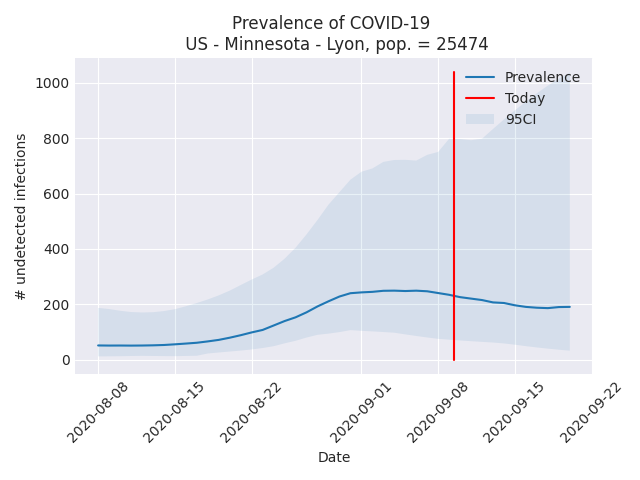 Prevalence of COVID-19
US - Minnesota - Lyon, pop. = 25474
Prevalence
Today
95CI
# undetected infections
1000
800
600
400
200
0
2020-08-08
2020-08-15
2020-08-22
2020-09-01
2020-09-08
2020-09-15
2020-09-22
Date